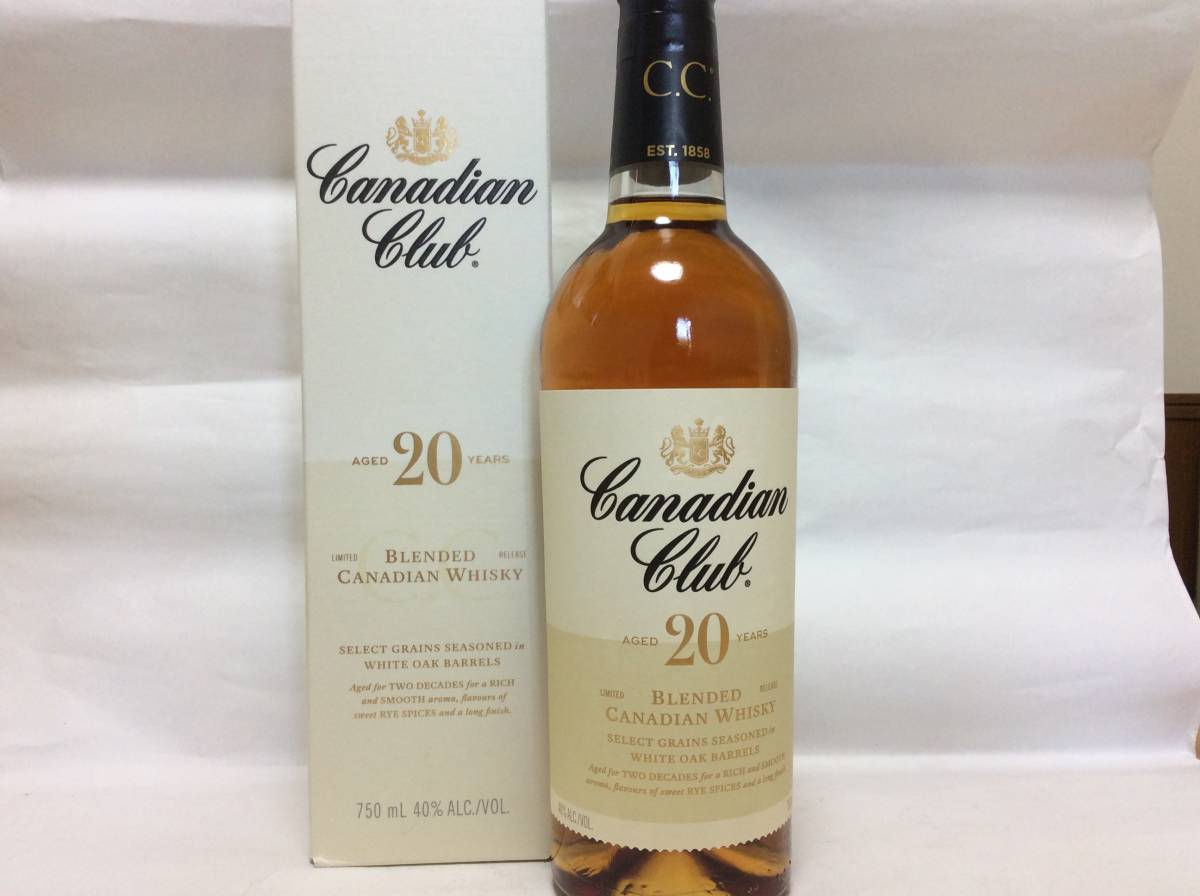 Canadian
Club®
AGED 20 YEARS
LIMITED BLENDED RELEASE
CANADIAN WHISKY
SELECT GRAINS SEASONED in
WHITE OAK BARRELS
Aged for TWO DECADES for a RICH
and SMOOTH aroma, flavours of
sweet RYE SPICES and a long finish.
750 mL 40% ALC./VOL.
C.C.®
EST. 1858
Canadian
Club®
AGED 20 YEARS
LIMITED BLENDED RELEASE
CANADIAN WHISKY
SELECT GRAINS SEASONED in
WHITE OAK BARRELS
Aged for TWO DECADES for a RICH and SMOOTH
aroma, flavours of sweet RYE SPICES and a long finish.
40% ALC./VOL.